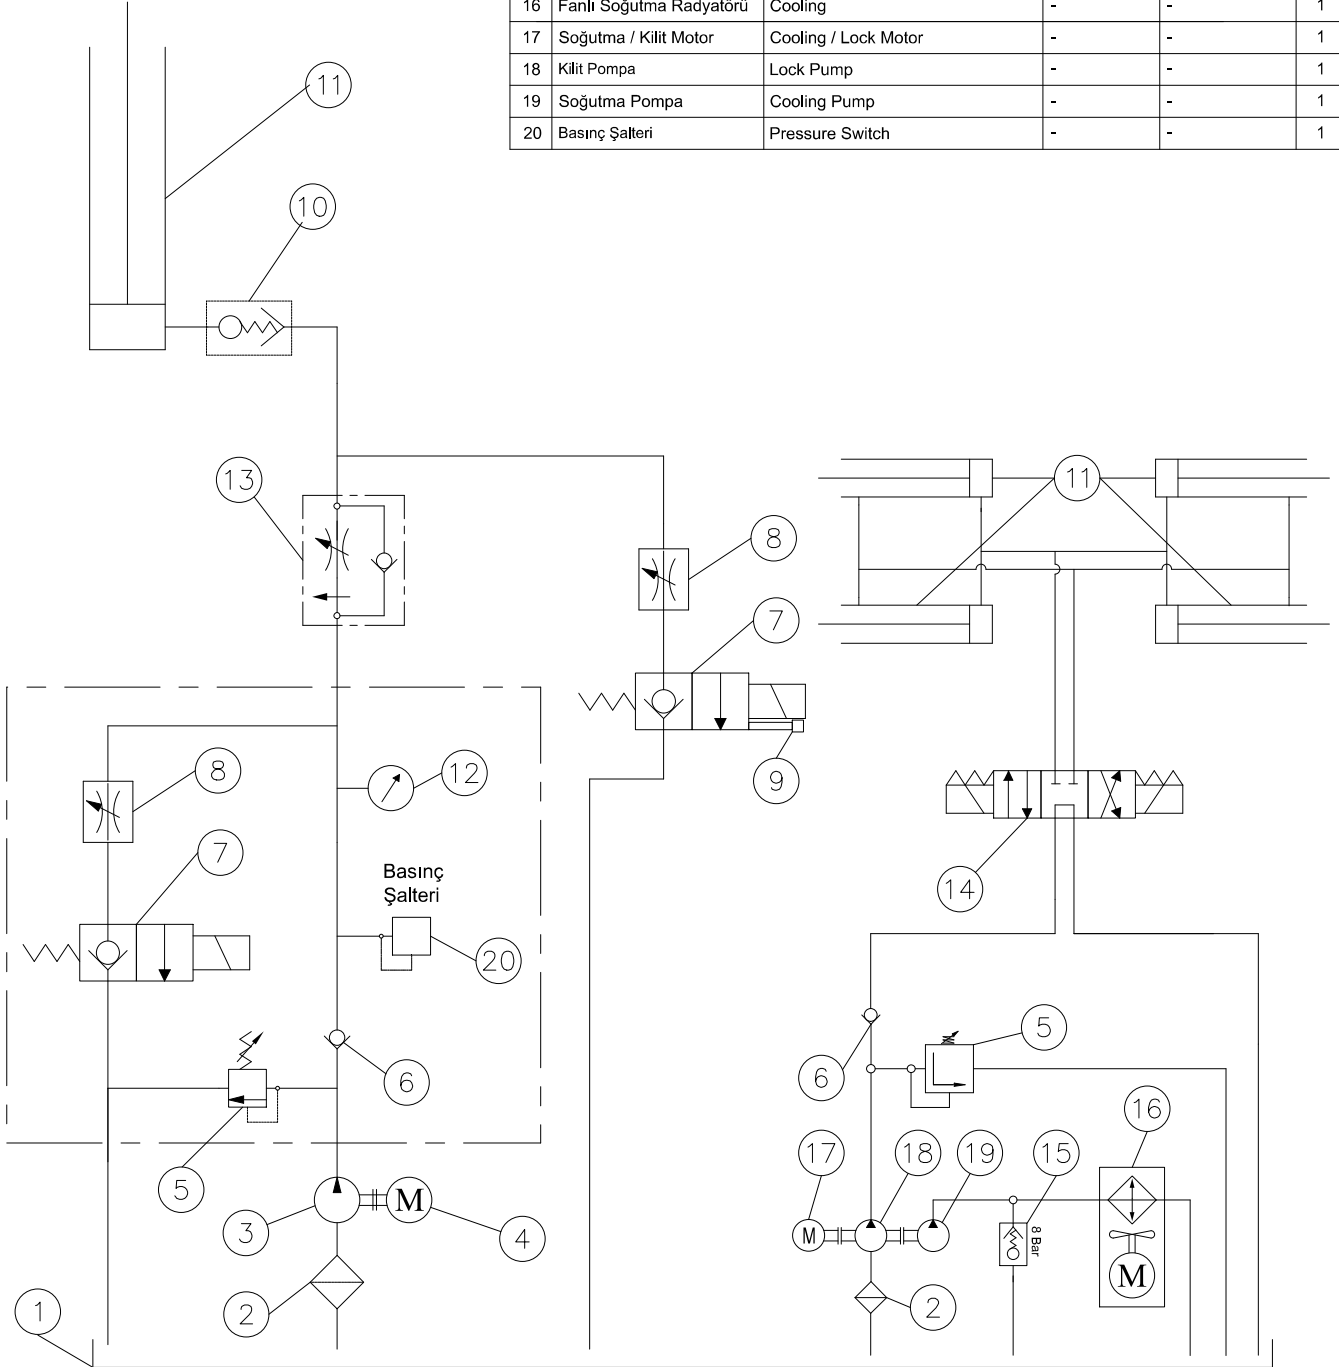 16 Fanlı Soğutma Radyatörü Cooling - - 1
17 Soğutma / Kilit Motor Cooling / Lock Motor - - 1
18 Kilit Pompa Lock Pump - - 1
19 Soğutma Pompa Cooling Pump - - 1
20 Basınç Şalteri Pressure Switch - - 1
11
10
13
11
8
7
8
12
9
7
Basınç
Şalteri
14
20
5
6
6
16
5
17
18
19
15
3
M
4
M
8 Bar
M
2
2
1